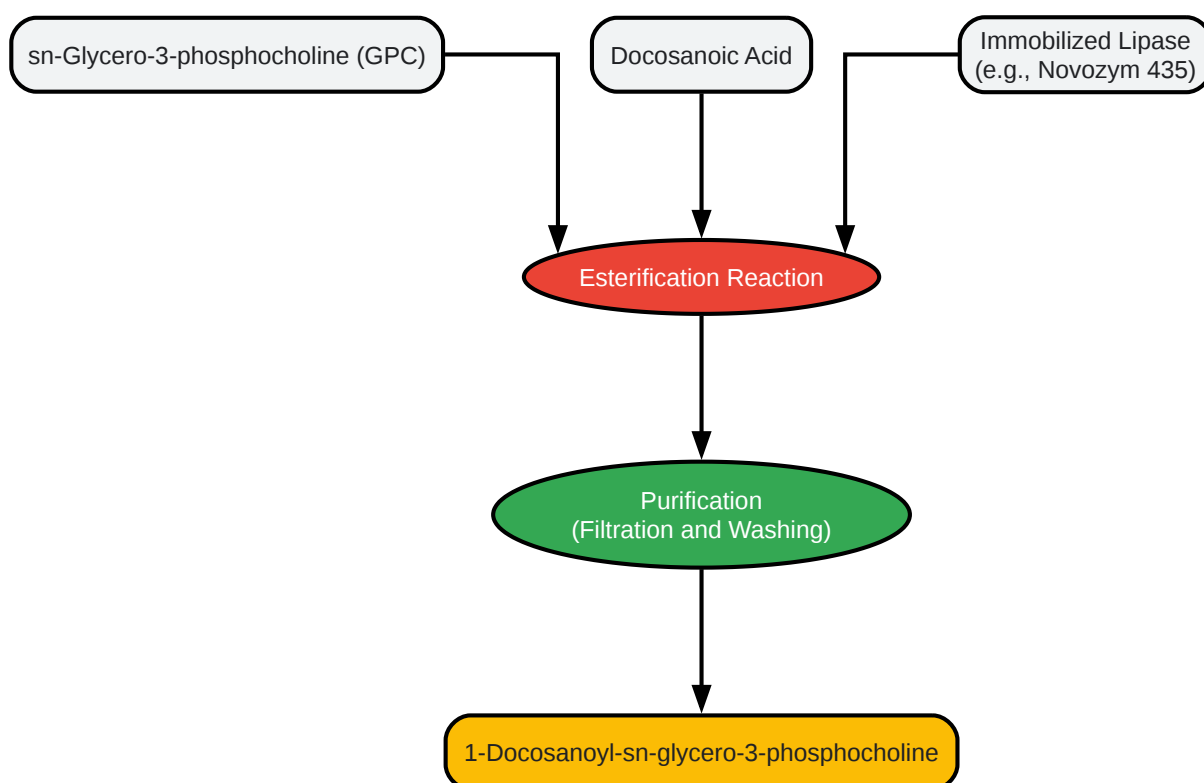 sn-Glycero-3-phosphocholine (GPC)
Docosanoic Acid
Immobilized Lipase
(e.g., Novozym 435)
Esterification Reaction
Purification
(Filtration and Washing)
1-Docosanoyl-sn-glycero-3-phosphocholine